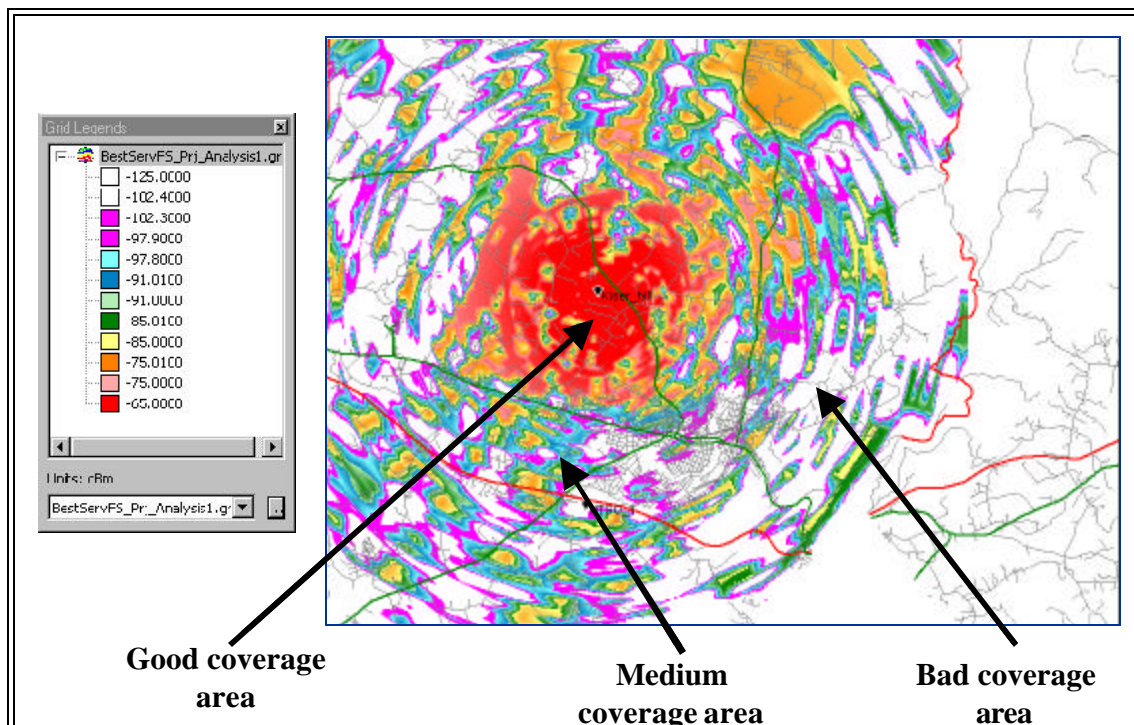 Grid Legends
BestServFS_Prj_Analysis1.gr
-125.0000
-102.4000
-102.3000
-97.9000
-97.8000
-91.0100
-91.0000
85.0100
-85.0000
-75.0100
-75.0000
-65.0000
Units: dBm
BestServFS_Prj_Analysis1.gr
Kiser_hill
Good coverage
area
Medium
coverage area
Bad coverage
area